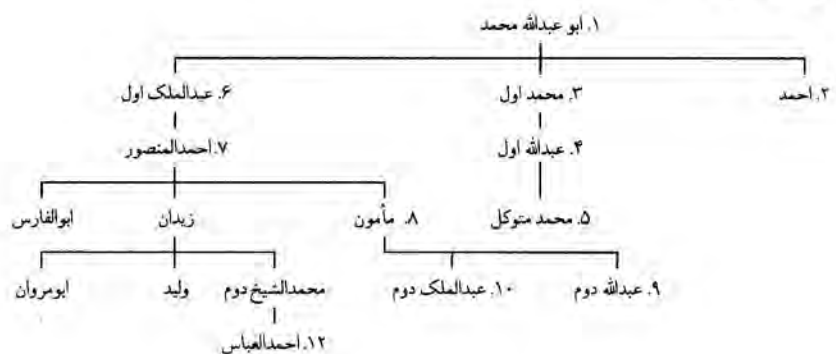 ۱. ابو عبدالله محمد
۲. احمد ۳. محمد اول ۶. عبدالملک اول
۴. عبدالله اول ۷. احمدالمنصور
۵. محمد متوکل ۸. مأمون زیدان ابوالفارس
۹. عبدالله دوم ۱۰. عبدالملک دوم محمدالشیخ دوم ولید ابومروان
۱۲. احمدالعباس